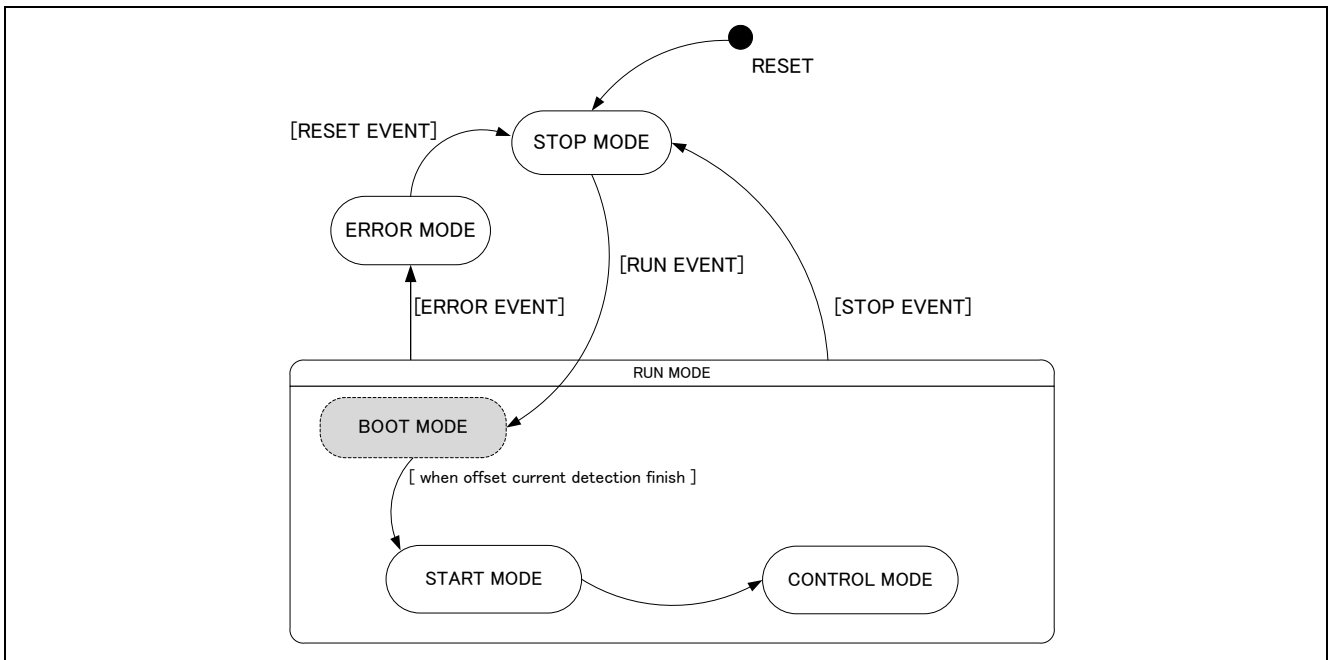 RESET
[RESET EVENT]
STOP MODE
ERROR MODE
[RUN EVENT]
[ERROR EVENT]
[STOP EVENT]
RUN MODE
BOOT MODE
[ when offset current detection finish ]
START MODE
CONTROL MODE